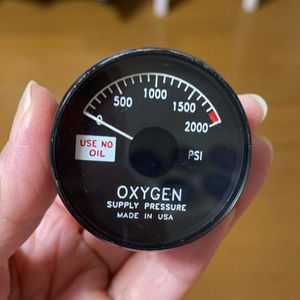 0
500
1000
1500
2000
USE NO
OIL
PSI
OXYGEN
SUPPLY PRESSURE
MADE IN USA